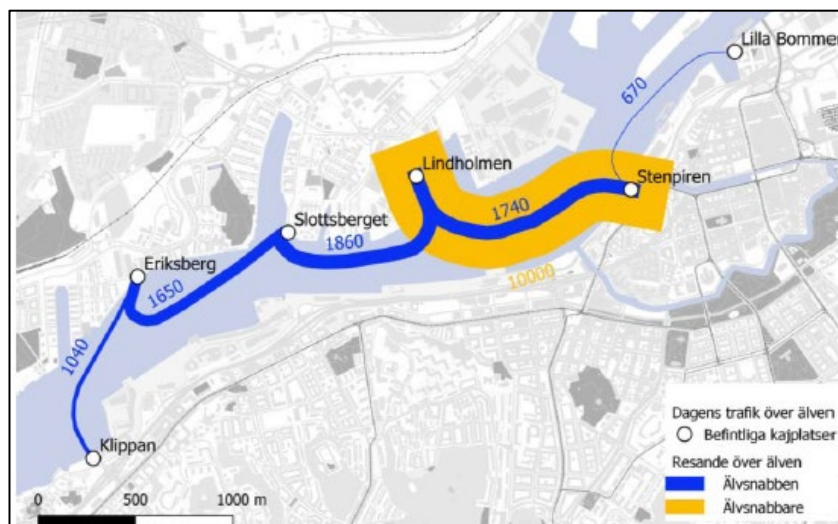 Lilla Bommen
670
Lindholmen
Stenpiren
1740
Slottsberget
1860
10000
Eriksberg
1650
1040
Klippan
Dagens trafik över älven
Befintliga kajplatser
Resande över älven
Älvsnabben
Älvsnabbare
0 500 1000 m